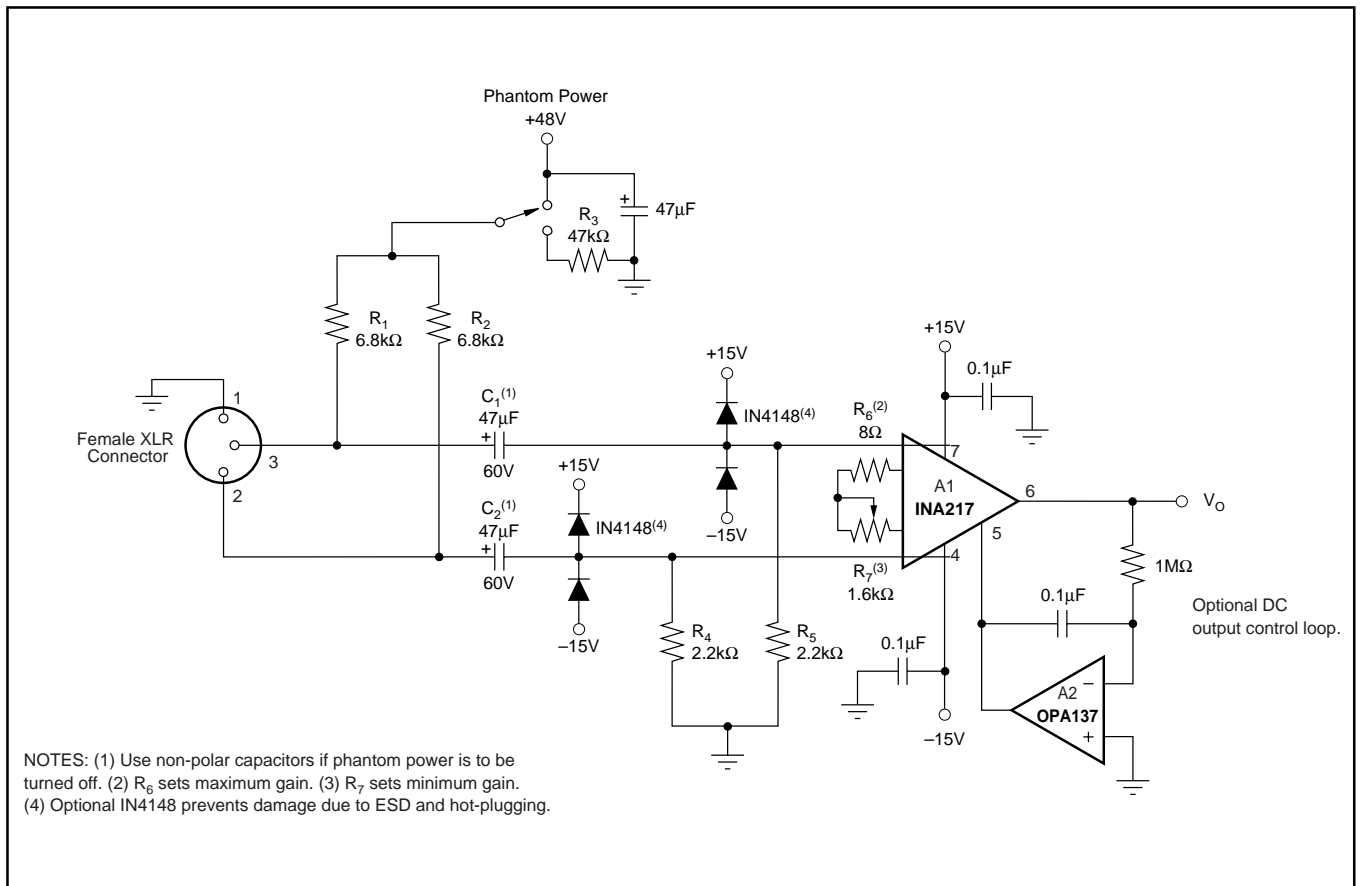 Phantom Power
+48V
+
47μF
R3
47kΩ
R1
6.8kΩ
R2
6.8kΩ
+15V
0.1μF
+15V
1
C1(1)
47μF
+
60V
IN4148(4)
R6(2)
8Ω
7
Female XLR
Connector
3
2
+15V
A1
INA217
6
VO
C2(1)
47μF
+
60V
IN4148(4)
–15V
5
4
R7(3)
1.6kΩ
1MΩ
0.1μF
Optional DC
output control loop.
–15V
R4
2.2kΩ
R5
2.2kΩ
0.1μF
–
A2
OPA137
+
–15V
NOTES: (1) Use non-polar capacitors if phantom power is to be
turned off. (2) R6 sets maximum gain. (3) R7 sets minimum gain.
(4) Optional IN4148 prevents damage due to ESD and hot-plugging.